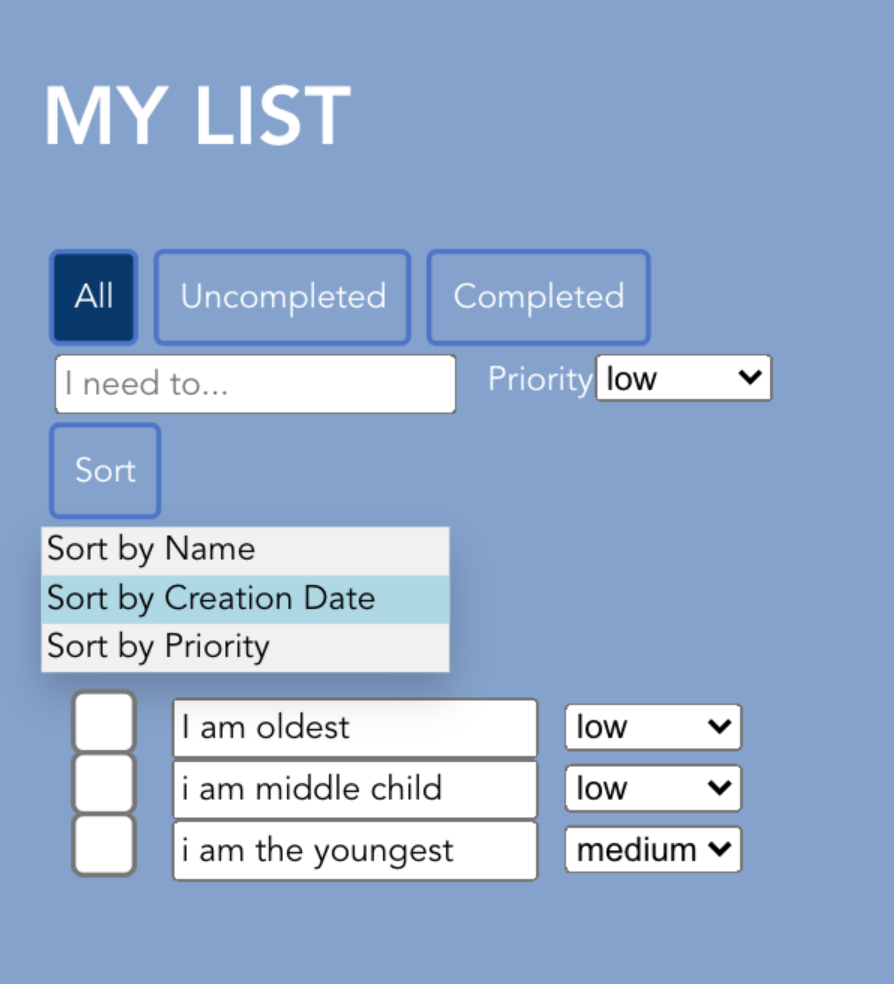 MY LIST
All Uncompleted Completed
I need to... Priority low
Sort
Sort by Name
Sort by Creation Date
Sort by Priority
I am oldest low
i am middle child low
i am the youngest medium